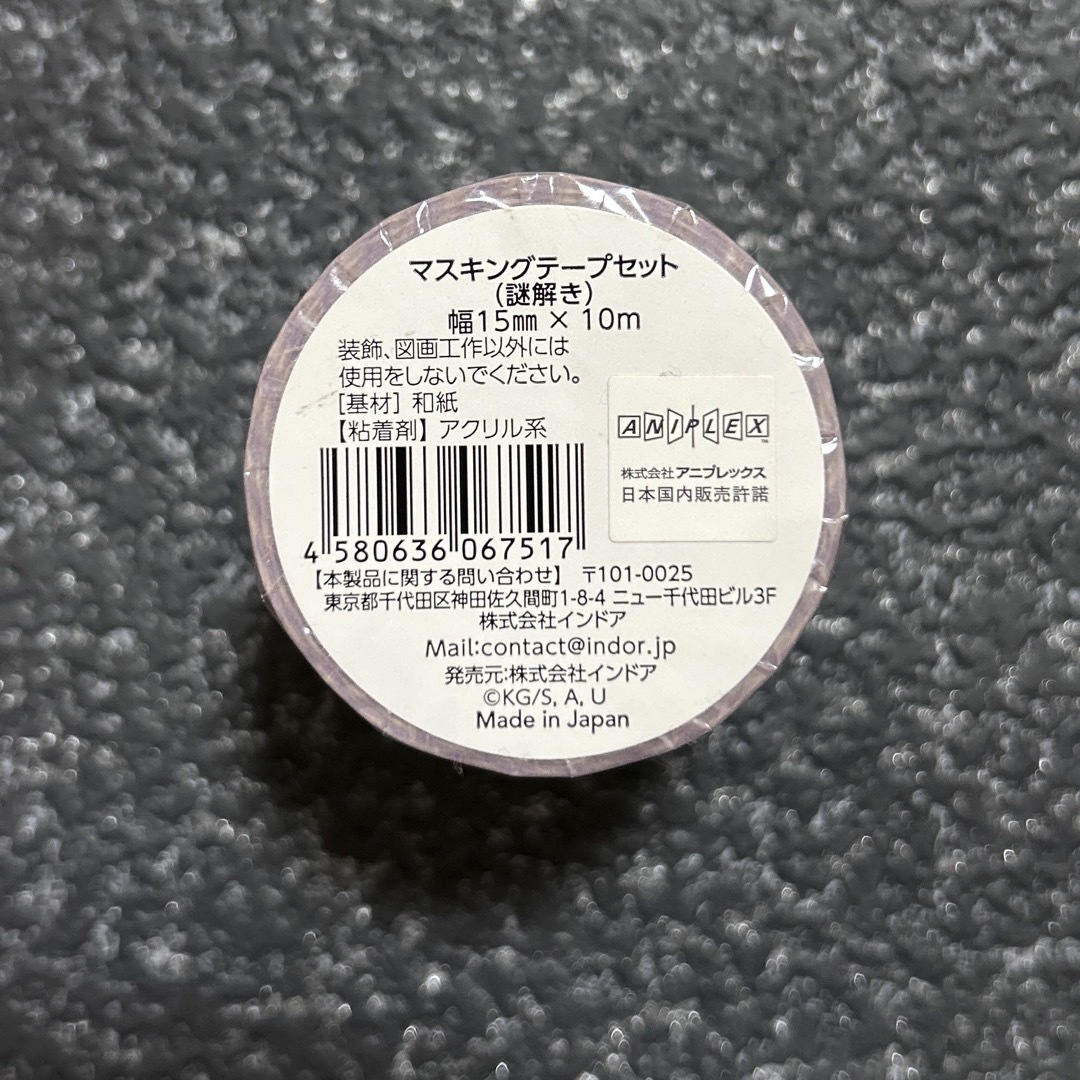 マスキングテープセット
(謎解き)
幅15㎜ × 10m
装飾、図画工作以外には
使用をしないでください。
[基材] 和紙
【粘着剤】 アクリル系
ANIPLEX™
株式会社アニプレックス
日本国内販売許諾
4 580636 067517
【本製品に関する問い合わせ】 〒101-0025
東京都千代田区神田佐久間町1-8-4 ニュー千代田ビル3F
株式会社インドア
Mail:contact@indor.jp
発売元:株式会社インドア
©KG/S, A, U
Made in Japan